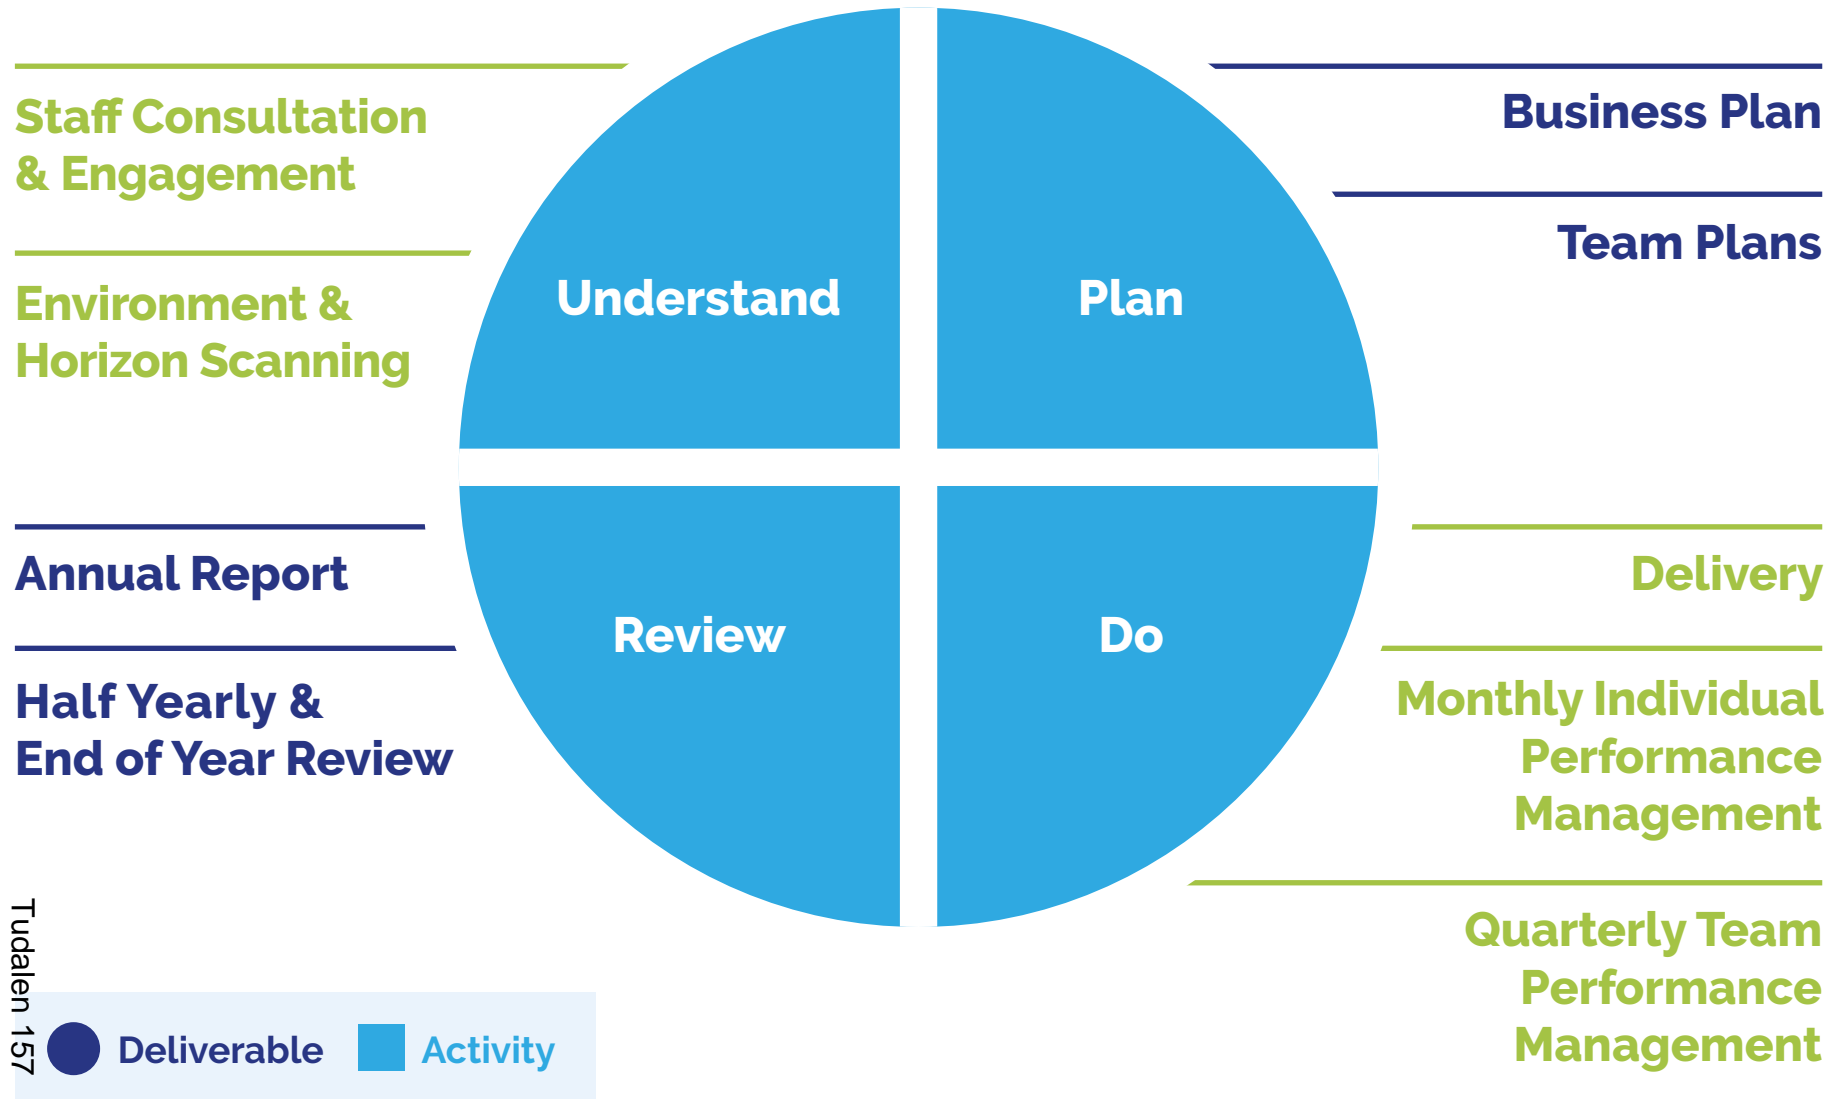 Staff Consultation
& Engagement
Environment &
Horizon Scanning
Understand
Plan
Business Plan
Team Plans
Annual Report
Half Yearly &
End of Year Review
Review
Do
Delivery
Monthly Individual
Performance
Management
Quarterly Team
Performance
Management
Deliverable
Activity
Tudalen 157